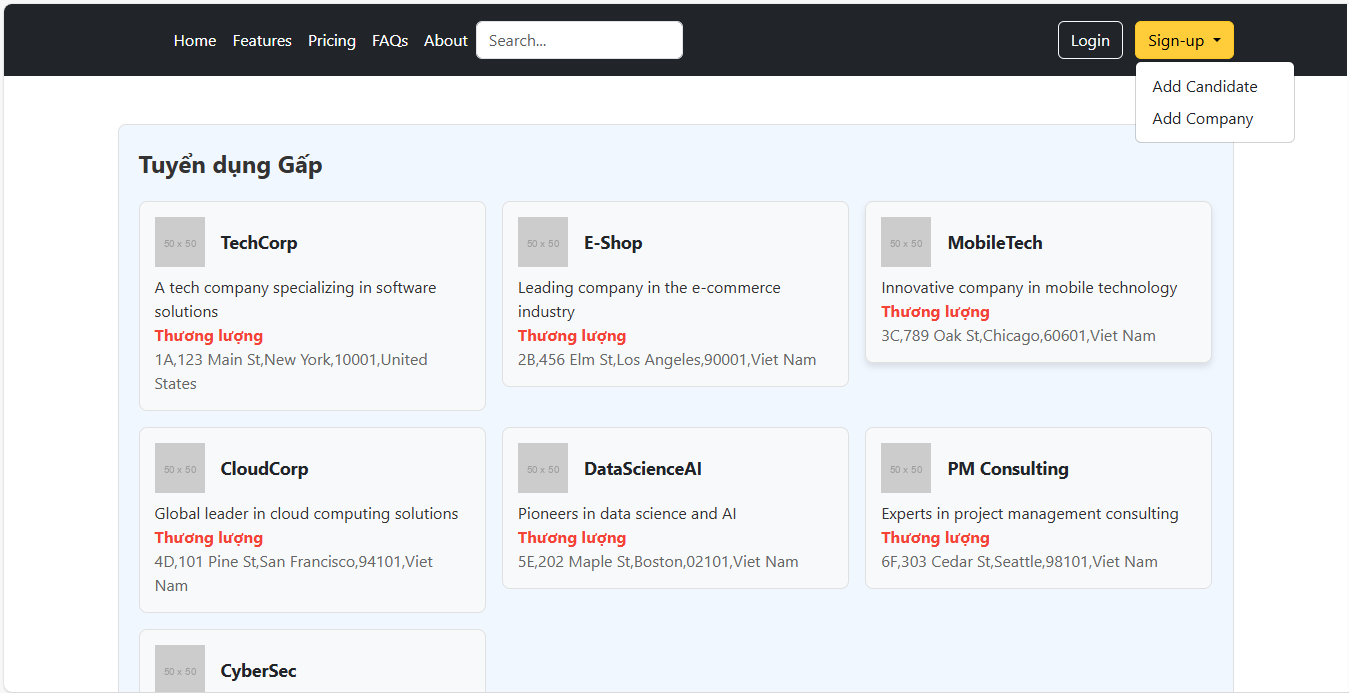 Home Features Pricing FAQs About Search... Login Sign-up
Add Candidate
Add Company
Tuyển dụng Gấp
50 x 50 TechCorp
A tech company specializing in software
solutions
Thương lượng
1A,123 Main St,New York,10001,United
States
50 x 50 E-Shop
Leading company in the e-commerce
industry
Thương lượng
2B,456 Elm St,Los Angeles,90001,Viet Nam
50 x 50 MobileTech
Innovative company in mobile technology
Thương lượng
3C,789 Oak St,Chicago,60601,Viet Nam
50 x 50 CloudCorp
Global leader in cloud computing solutions
Thương lượng
4D,101 Pine St,San Francisco,94101,Viet
Nam
50 x 50 DataScienceAI
Pioneers in data science and AI
Thương lượng
5E,202 Maple St,Boston,02101,Viet Nam
50 x 50 PM Consulting
Experts in project management consulting
Thương lượng
6F,303 Cedar St,Seattle,98101,Viet Nam
50 x 50 CyberSec